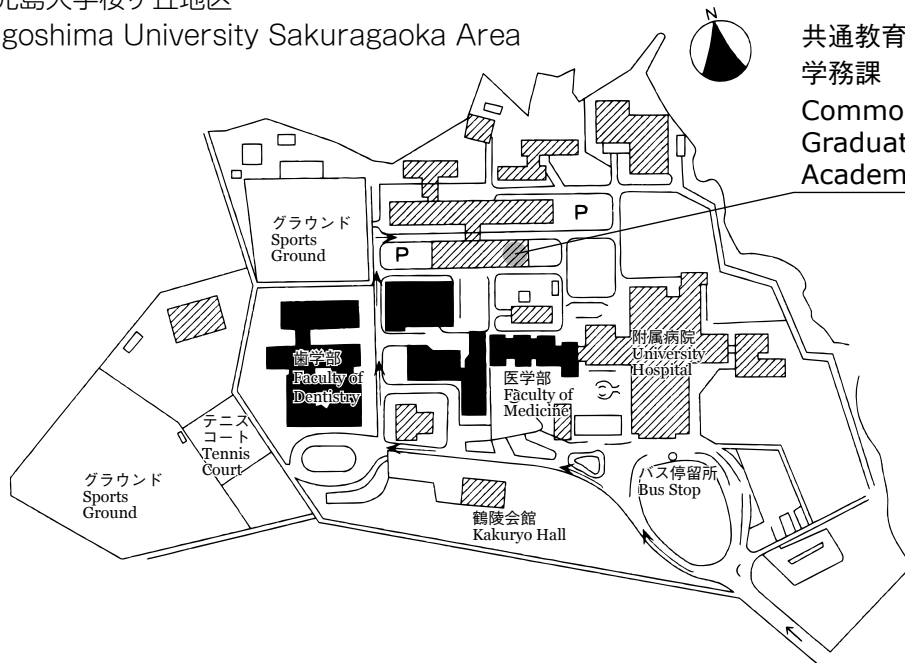 児島大学桜ケ丘地区
goshima University Sakuragaoka Area
N
共通教育
学務課
Commo
Graduat
Academ
グラウンド
Sports
Ground
P
P
歯学部
Faculty of
Dentistry
医学部
Faculty of
Medicine
附属病院
University
Hospital
テニス
コート
Tennis
Court
グラウンド
Sports
Ground
バス停留所
Bus Stop
鶴陵会館
Kakuryo Hall